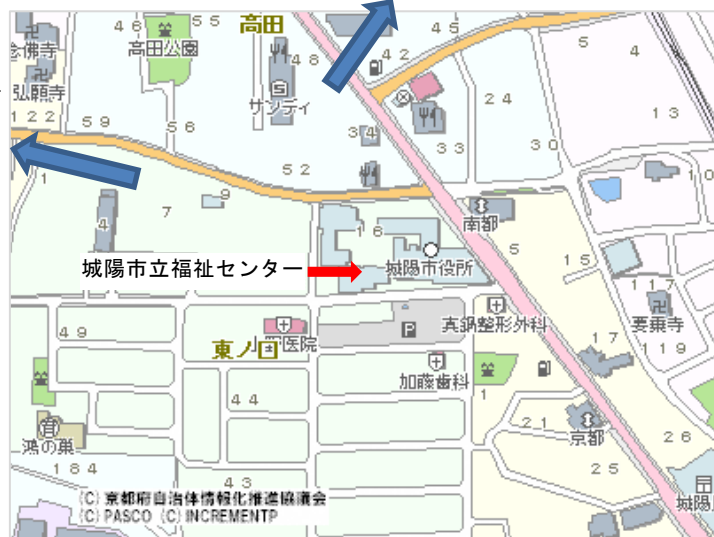 高田
４６
５５
４５
念佛寺
高田公園
４８
４２
５
４
弘願寺
サンディ
２４
１３
１２２
５９
５６
３４
３３
３０
５２
１０
１
７
９
４
１６
南都
５
１５
城陽市立福祉センター
城陽市役所
１１７
４９
P
真鍋整形外科
１７
要乗寺
１１９
東ノ口
医院
加藤歯科
４４
１
２１
京都
２６
鴻の巣
１８４
４３
２５
城陽
(C) 京都府自治体情報化推進協議会
(C) PASCO (C) INCREMENTP